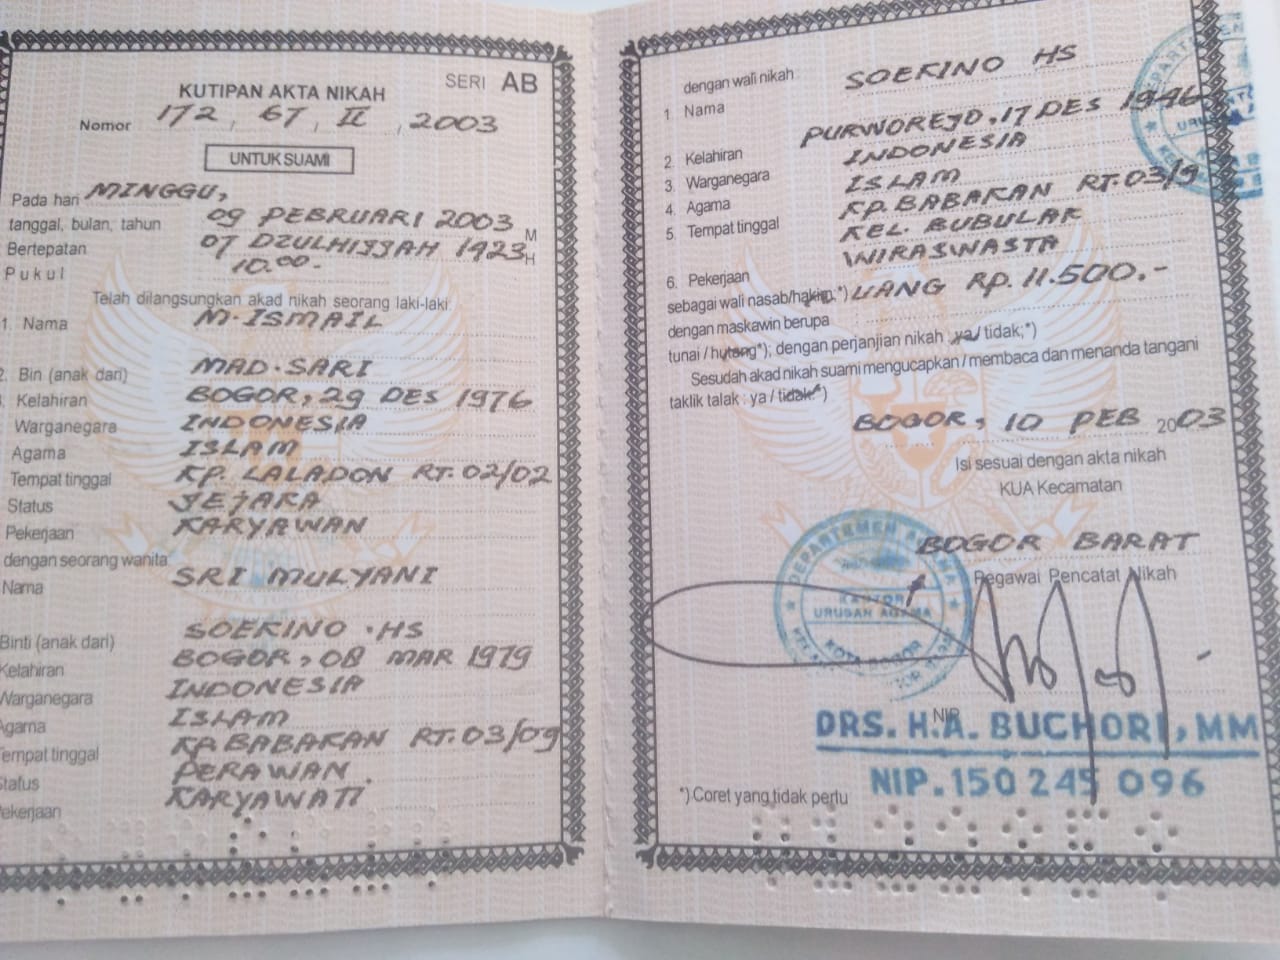 SERI AB
KUTIPAN AKTA NIKAH
Nomor 172, 67, II, 2003
UNTUK SUAMI
Pada hari MINGGU,
tanggal, bulan, tahun 09 PEBRUARI 2003 M
Bertepatan 07 DZULHIJJAH 1423 H
Pukul 10.00.-
Telah dilangsungkan akad nikah seorang laki-laki:
1. Nama M. ISMAIL
2. Bin (anak dari) MAD. SARI
Kelahiran BOGOR, 29 DES 1976
Warganegara INDONESIA
Agama ISLAM
Tempat tinggal KP. LALADON RT. 02/02
Status JEJAKA
Pekerjaan KARYAWAN
dengan seorang wanita
Nama SRI MULYANI
Binti (anak dari) SOEKINO . HS
Kelahiran BOGOR, 08 MAR 1979
Warganegara INDONESIA
Agama ISLAM
Tempat tinggal KP. BABAKAN RT. 03/09
Status PERAWAN.
Pekerjaan KARYAWATI
dengan wali nikah:
1 Nama SOEKINO HS
2. Kelahiran PURWOREJO, 17 DES 1946
3. Warganegara INDONESIA
4. Agama ISLAM
5. Tempat tinggal KP. BABAKAN RT. 03/9
KEL. BUBULAK
6. Pekerjaan WIRASWASTA
sebagai wali nasab/hakim;*)
dengan maskawin berupa UANG RP. 11.500.-
tunai / hutang*); dengan perjanjian nikah : ya / tidak;*)
Sesudah akad nikah suami mengucapkan / membaca dan menanda tangani
taklik talak : ya / tidak*)
BOGOR, 10 PEB 2003
Isi sesuai dengan akta nikah
KUA Kecamatan
BOGOR BARAT
Pegawai Pencatat Nikah
DEPARTEMEN AGAMA
KANTOR
URUSAN AGAMA
KOTA BOGOR
NIP.
DRS. H.A. BUCHORI, MM
NIP. 150 245 096
*) Coret yang tidak perlu